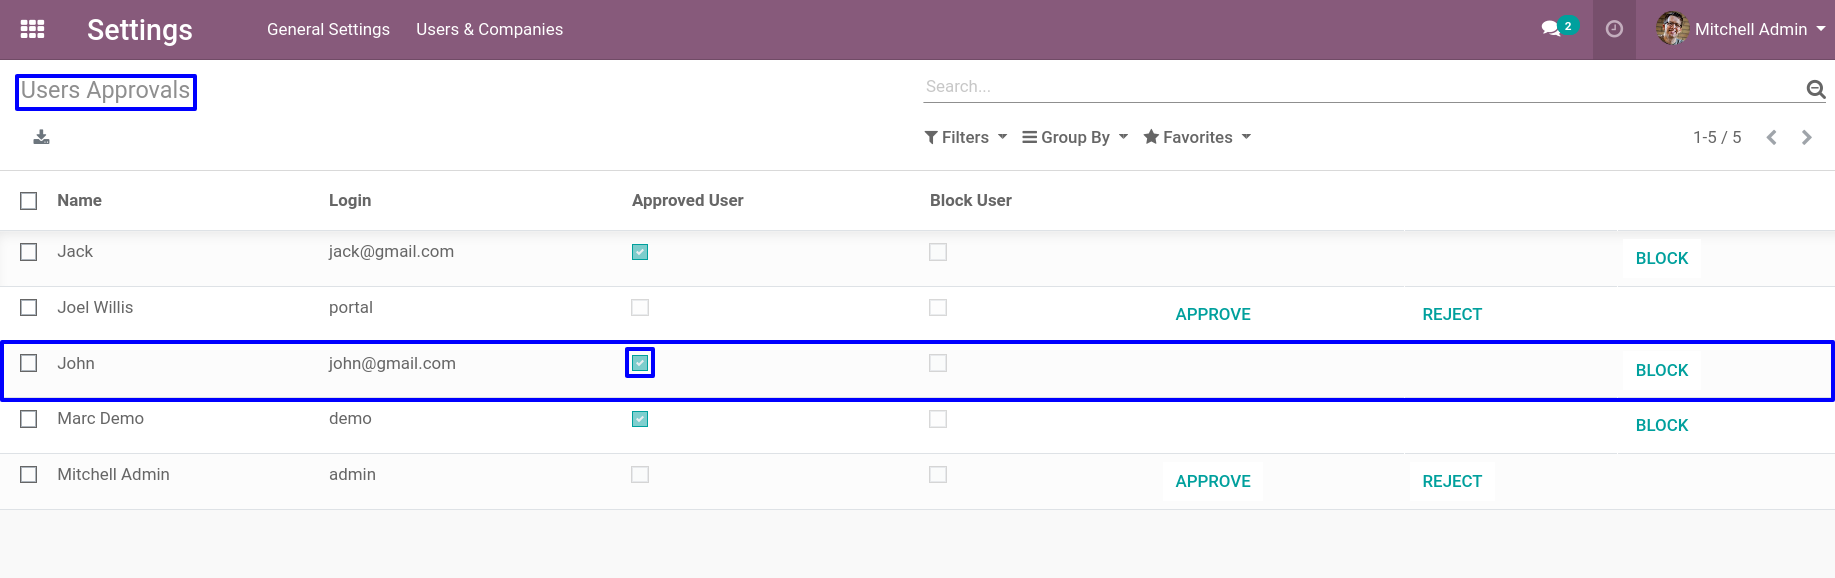 Settings General Settings Users & Companies 2 Mitchell Admin
Users Approvals Search...
Filters Group By Favorites 1-5 / 5
Name Login Approved User Block User
Jack jack@gmail.com BLOCK
Joel Willis portal APPROVE REJECT
John john@gmail.com BLOCK
Marc Demo demo BLOCK
Mitchell Admin admin APPROVE REJECT